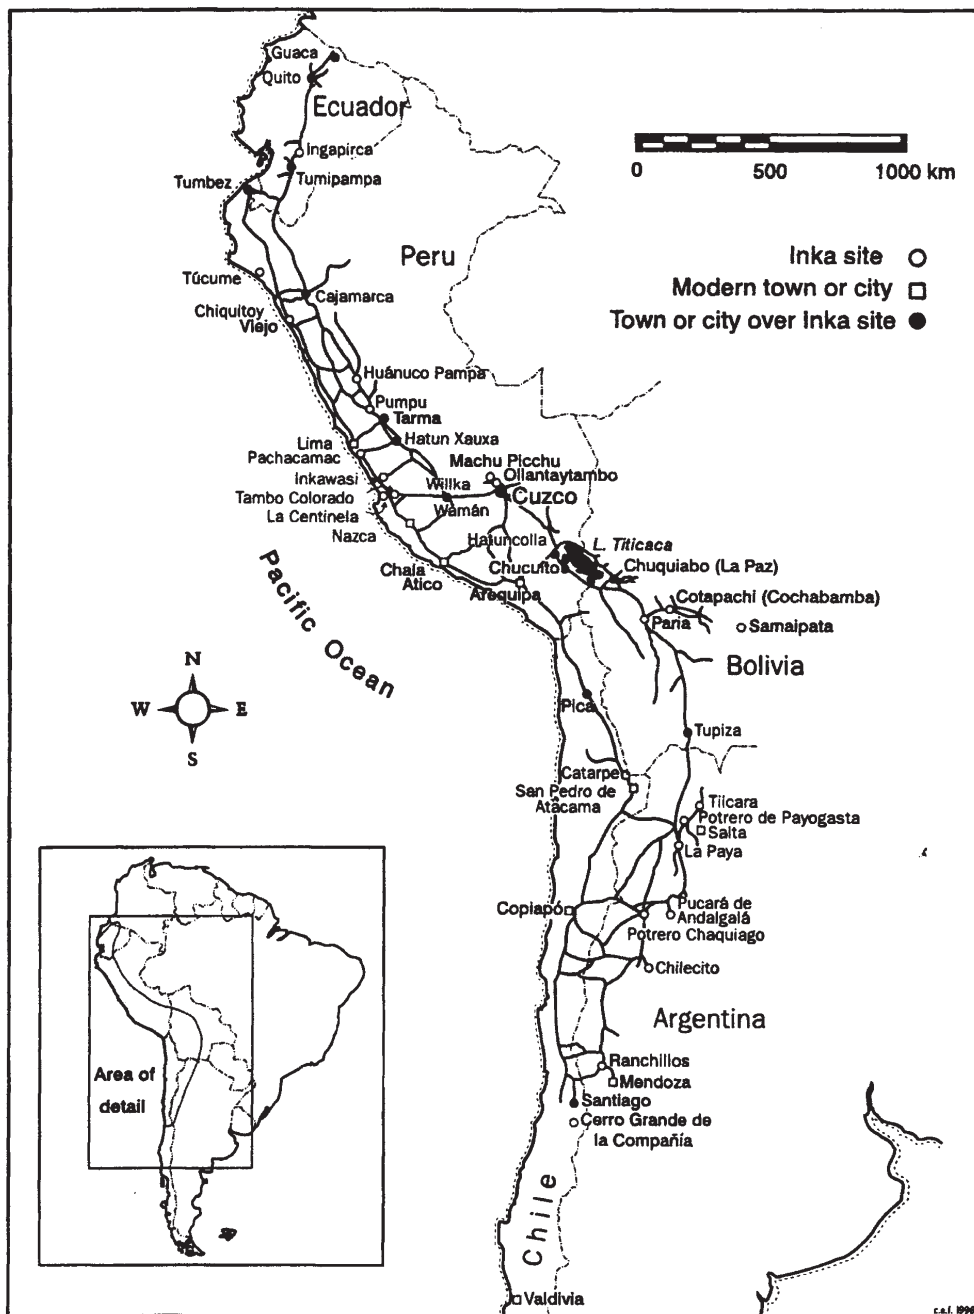 Guaca
Quito
Ecuador
Ingapirca
Tumipampa
Tumbez
0 500 1000 km
Peru
Inka site
Modern town or city
Town or city over Inka site
Túcume
Cajamarca
Chiquitoy
Viejo
Huánuco Pampa
Pumpu
Tarma
Hatun Xauxa
Lima
Pachacamac
Machu Picchu
Ollantaytambo
Inkawasi
Willka
Wamán
Cuzco
Tambo Colorado
La Centinela
Nazca
Hatuncolla
L. Titicaca
Chucuito
Chuquiabo (La Paz)
Chala
Atico
Arequipa
Cotapachi (Cochabamba)
Paria
Samaipata
Pacific Ocean
Bolivia
N
W E
S
Pica
Tupiza
Catarpe
San Pedro de
Atacama
Tilcara
Potrero de Payogasta
Salta
La Paya
Copiapó
Pucará de
Andalgalá
Potrero Chaquiago
Chilecito
Argentina
Area of
detail
Ranchillos
Mendoza
Santiago
Cerro Grande de
la Compañía
Chile
Valdivia